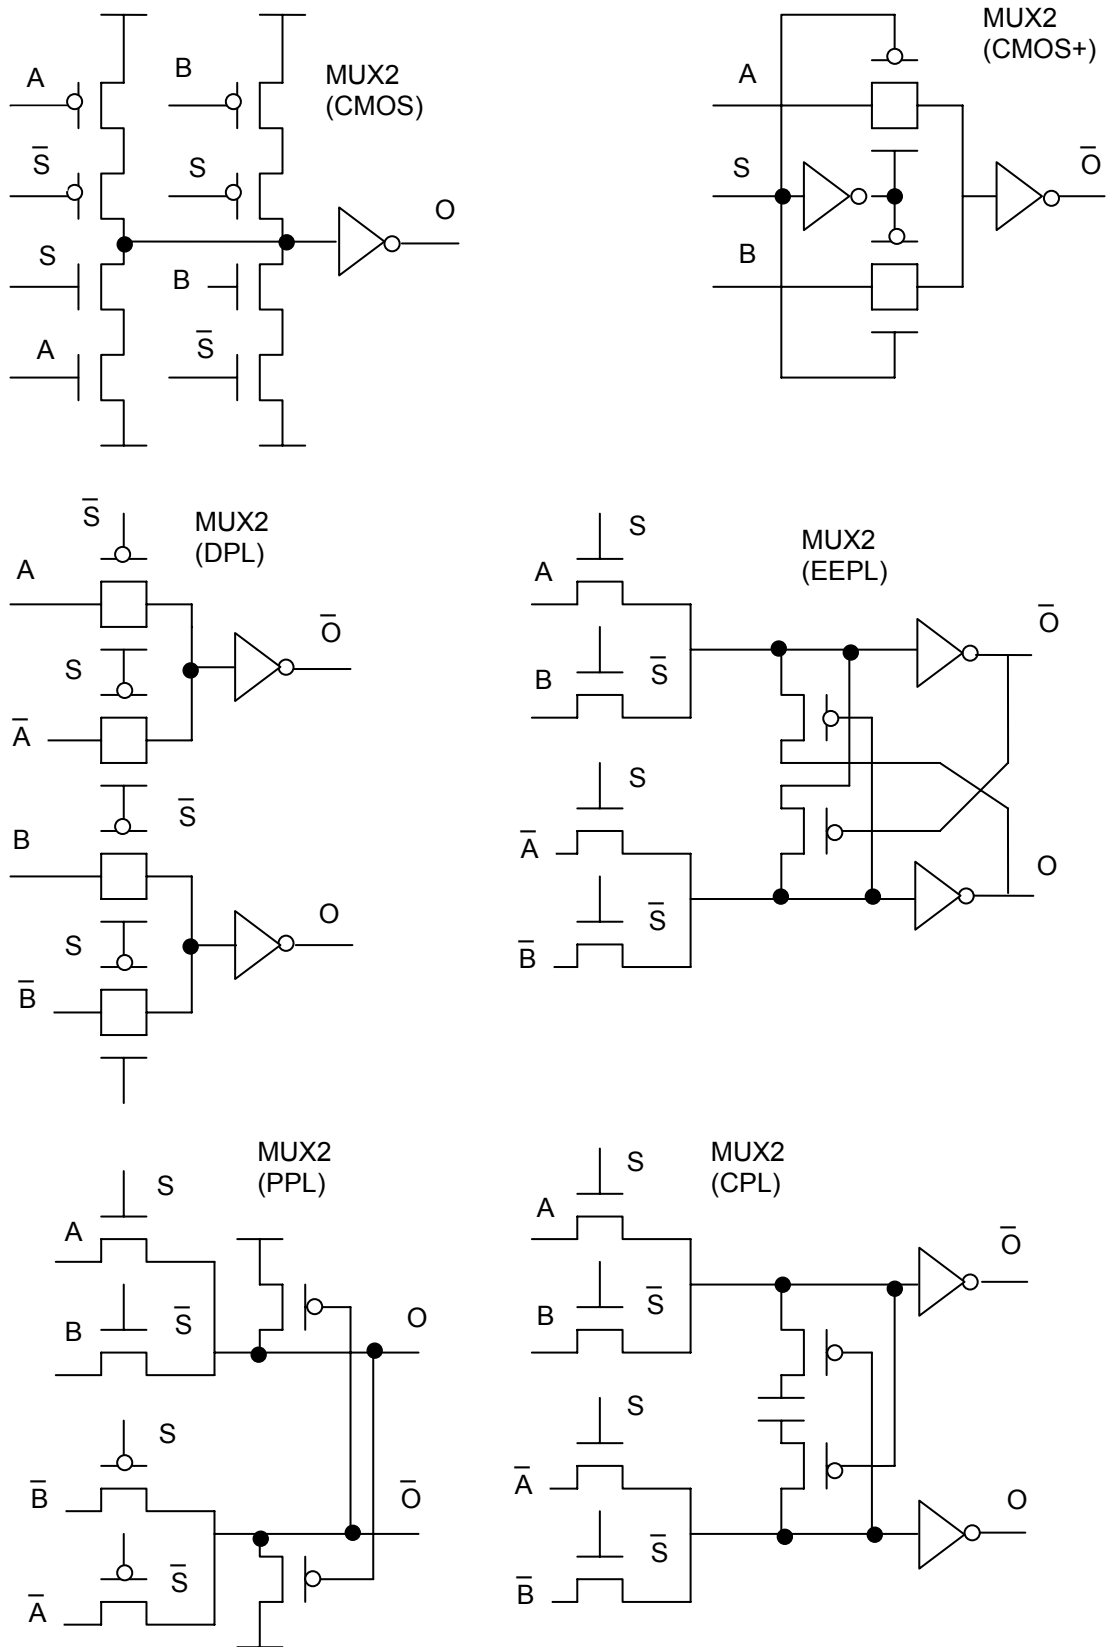 MUX2
(CMOS)
A
B
S̅
S
S
B
A
S̅
O
MUX2
(CMOS+)
A
S
B
O̅
MUX2
(DPL)
S̅
A
S
A̅
O̅
S̅
B
S
B̅
O
MUX2
(EEPL)
S
A
S̅
B
O̅
S
A̅
S̅
B̅
O
MUX2
(PPL)
S
A
S̅
B
O
S
B̅
S̅
A̅
O̅
MUX2
(CPL)
S
A
S̅
B
O̅
S
A̅
S̅
B̅
O